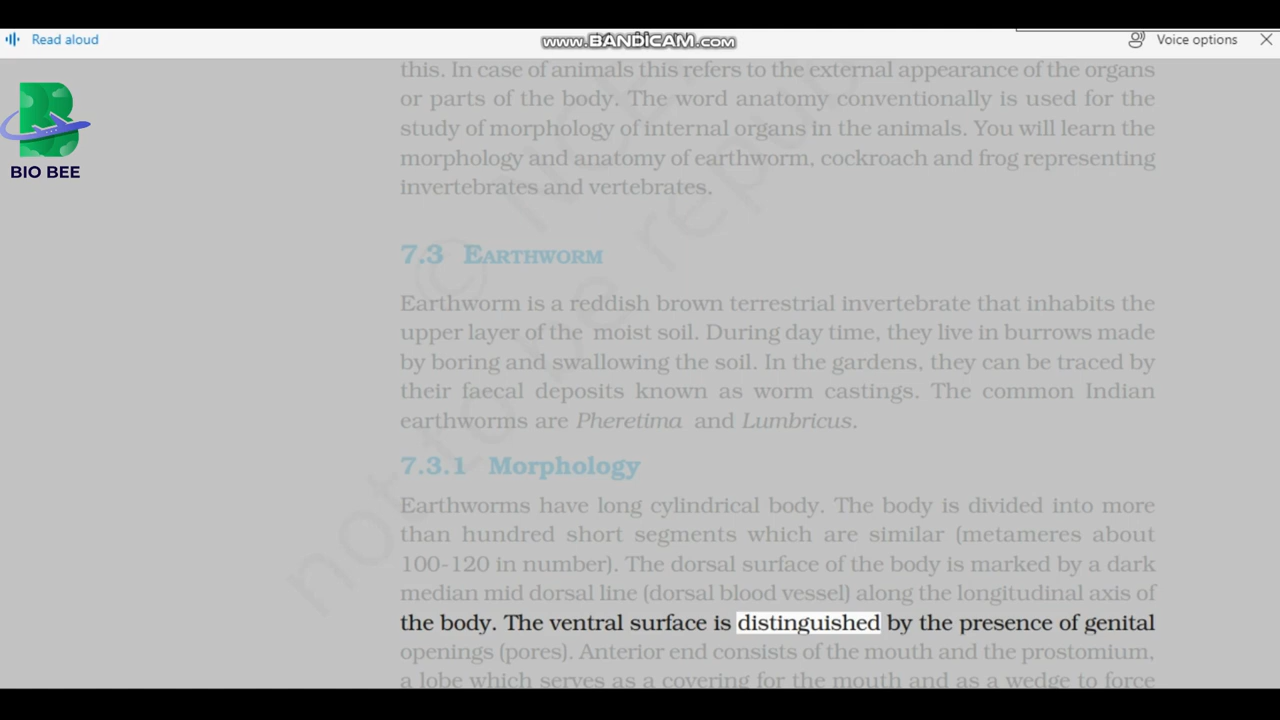 Read aloud
www.BANDICAM.com
Voice options
this. In case of animals this refers to the external appearance of the organs
or parts of the body. The word anatomy conventionally is used for the
study of morphology of internal organs in the animals. You will learn the
morphology and anatomy of earthworm, cockroach and frog representing
invertebrates and vertebrates.
BIO BEE
7.3 EARTHWORM
Earthworm is a reddish brown terrestrial invertebrate that inhabits the
upper layer of the moist soil. During day time, they live in burrows made
by boring and swallowing the soil. In the gardens, they can be traced by
their faecal deposits known as worm castings. The common Indian
earthworms are Pheretima and Lumbricus.
7.3.1 Morphology
Earthworms have long cylindrical body. The body is divided into more
than hundred short segments which are similar (metameres about
100-120 in number). The dorsal surface of the body is marked by a dark
median mid dorsal line (dorsal blood vessel) along the longitudinal axis of
the body. The ventral surface is distinguished by the presence of genital
openings (pores). Anterior end consists of the mouth and the prostomium,
a lobe which serves as a covering for the mouth and as a wedge to force